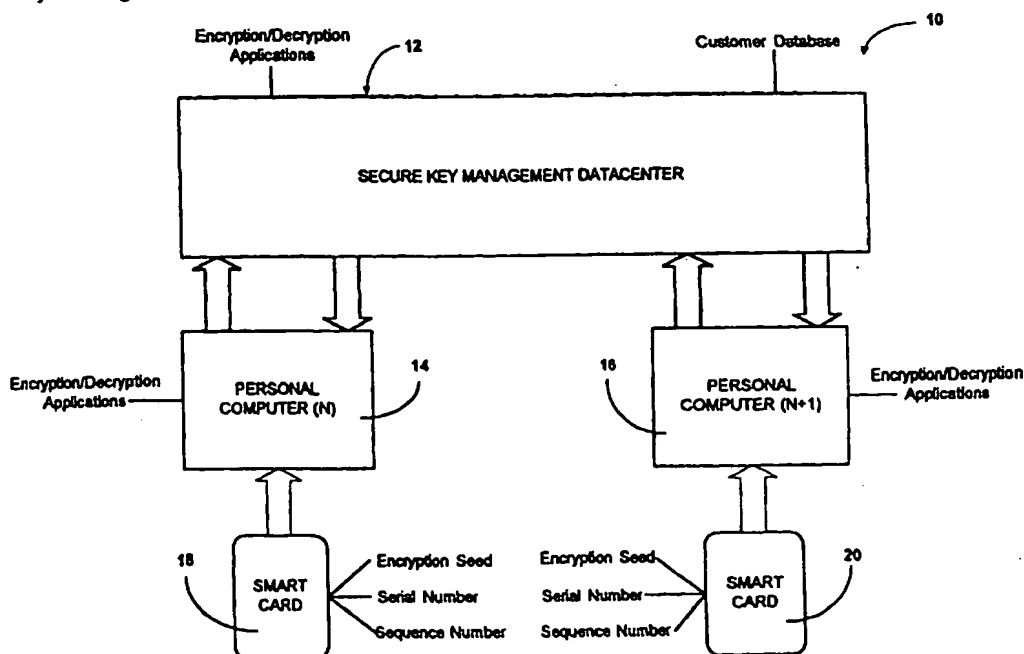 10
Encryption/Decryption
Applications
12
Customer Database
SECURE KEY MANAGEMENT DATACENTER
14
16
Encryption/Decryption
Applications
PERSONAL
COMPUTER (N)
PERSONAL
COMPUTER (N+1)
Encryption/Decryption
Applications
18
SMART
CARD
Encryption Seed
Serial Number
Sequence Number
Encryption Seed
Serial Number
Sequence Number
SMART
CARD
20